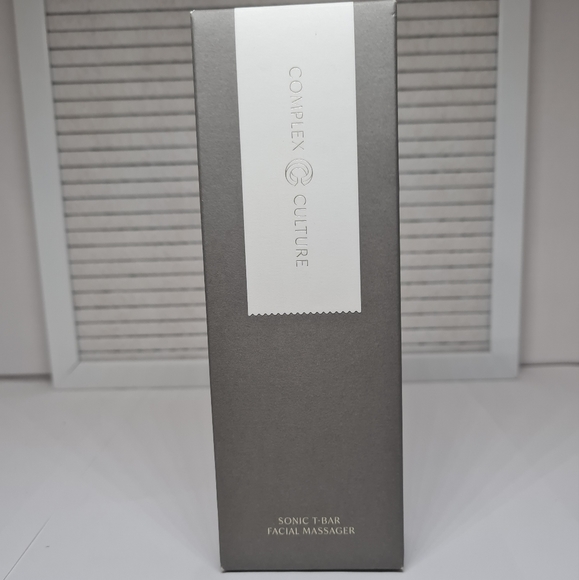 COMPLEX CULTURE
SONIC T-BAR
FACIAL MASSAGER